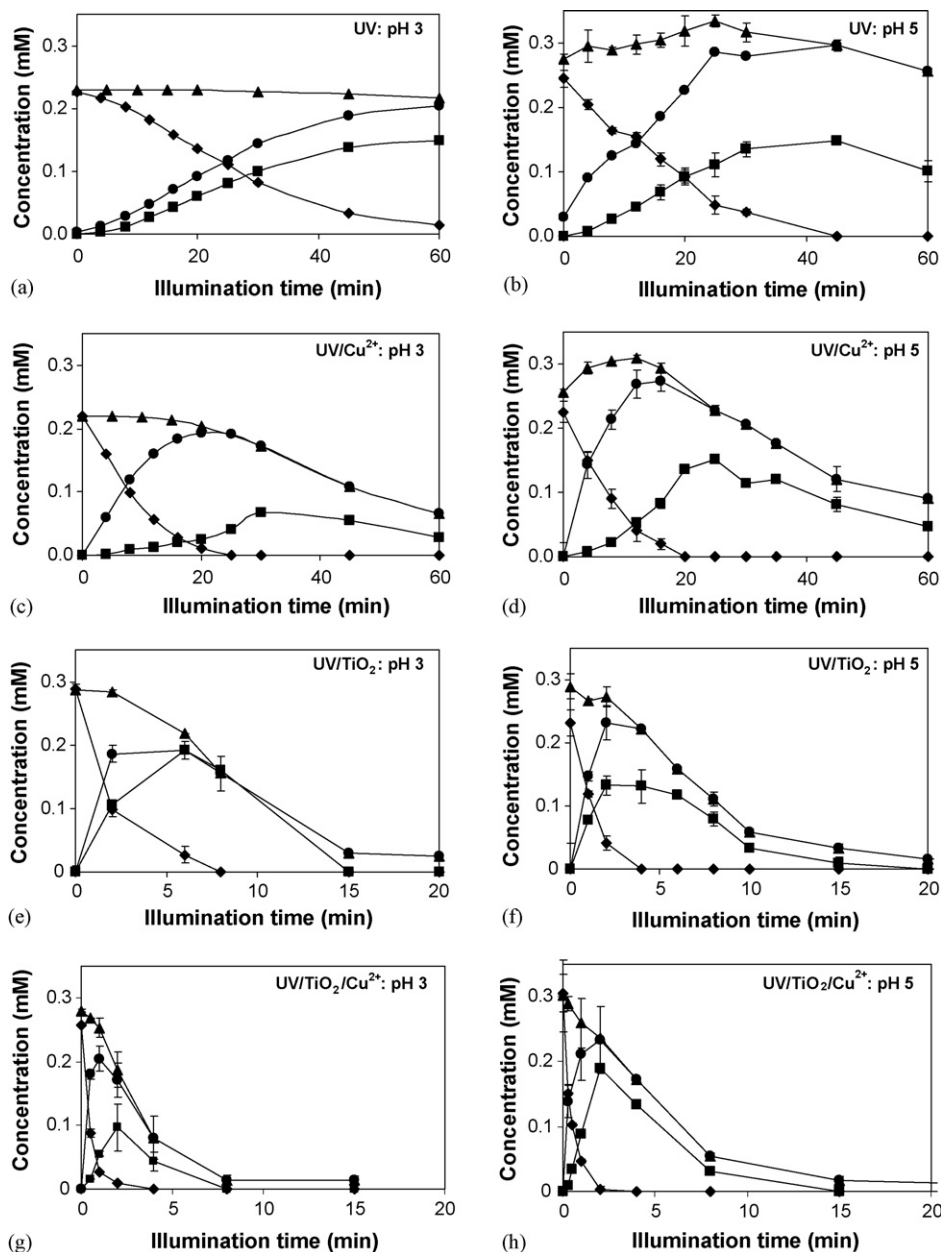 UV: pH 3
Concentration (mM)
0.3
0.2
0.1
0.0
0 20 40 60
(a) Illumination time (min)
UV: pH 5
Concentration (mM)
0.3
0.2
0.1
0.0
0 20 40 60
(b) Illumination time (min)
UV/Cu²⁺: pH 3
Concentration (mM)
0.3
0.2
0.1
0.0
0 20 40 60
(c) Illumination time (min)
UV/Cu²⁺: pH 5
Concentration (mM)
0.3
0.2
0.1
0.0
0 20 40 60
(d) Illumination time (min)
UV/TiO₂: pH 3
Concentration (mM)
0.3
0.2
0.1
0
0 5 10 15 20
(e) Illumination time (min)
UV/TiO₂: pH 5
Concentration (mM)
0.3
0.2
0.1
0
0 5 10 15 20
(f) Illumination time (min)
UV/TiO₂/Cu²⁺: pH 3
Concentration (mM)
0.3
0.2
0.1
0
0 5 10 15 20
(g) Illumination time (min)
UV/TiO₂/Cu²⁺: pH 5
Concentration (mM)
0.3
0.2
0.1
0
0 5 10 15 20
(h) Illumination time (min)